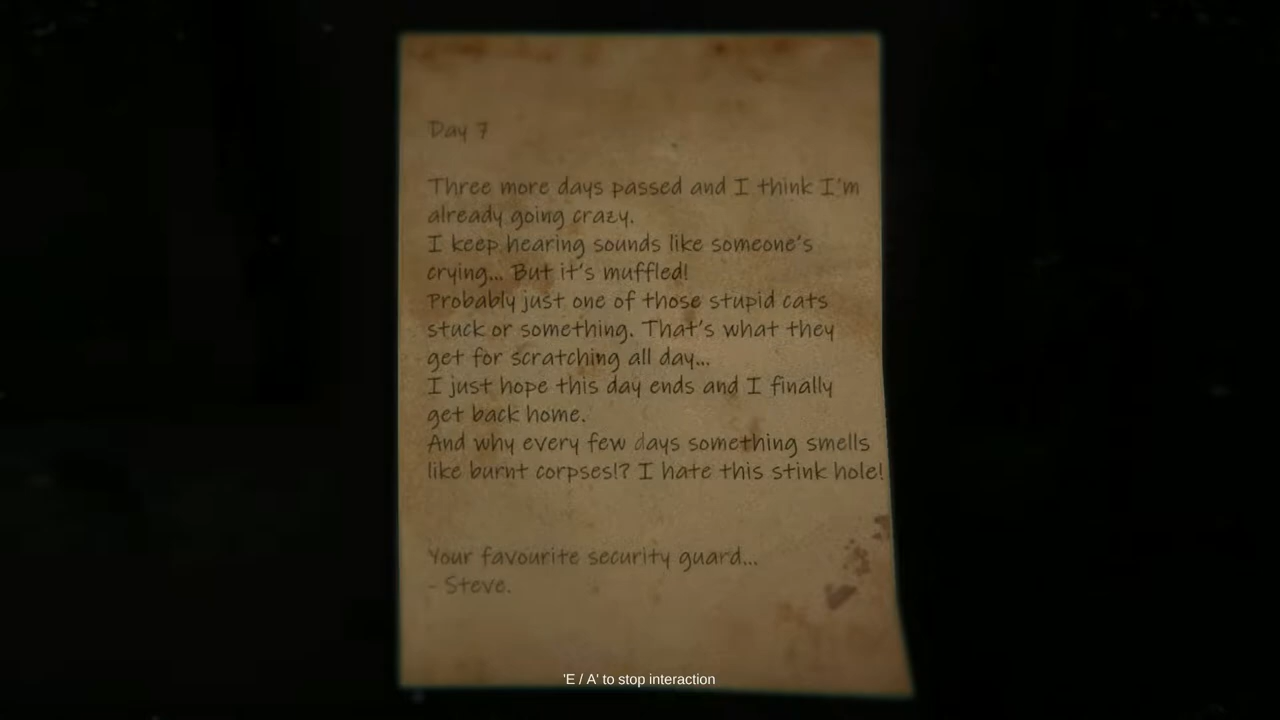 Day 7
Three more days passed and I think I'm
already going crazy.
I keep hearing sounds like someone's
crying... But it's muffled!
Probably just one of those stupid cats
stuck or something. That's what they
get for scratching all day...
I just hope this day ends and I finally
get back home.
And why every few days something smells
like burnt corpses!? I hate this stink hole!
Your favourite security guard...
- Steve.
'E / A' to stop interaction